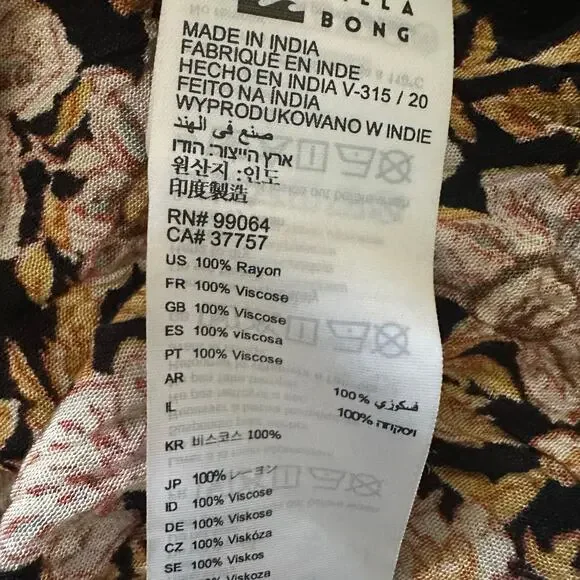 BONG
MADE IN INDIA
FABRIQUÉ EN INDE
HECHO EN INDIA V-315 / 20
FEITO NA ÍNDIA
WYPRODUKOWANO W INDIE
صنع في الهند
ארץ הייצור: הודו
원산지 :인도
印度製造
RN# 99064
CA# 37757
US 100% Rayon
FR 100% Viscose
GB 100% Viscose
ES 100% viscosa
PT 100% Viscose
AR 100% فسكوزي
IL 100% ויסקוזה
KR 비스코스 100%
JP 100% レーヨン
ID 100% Viscose
DE 100% Viskose
CZ 100% Viskóza
SE 100% Viskos
100% Viskoza